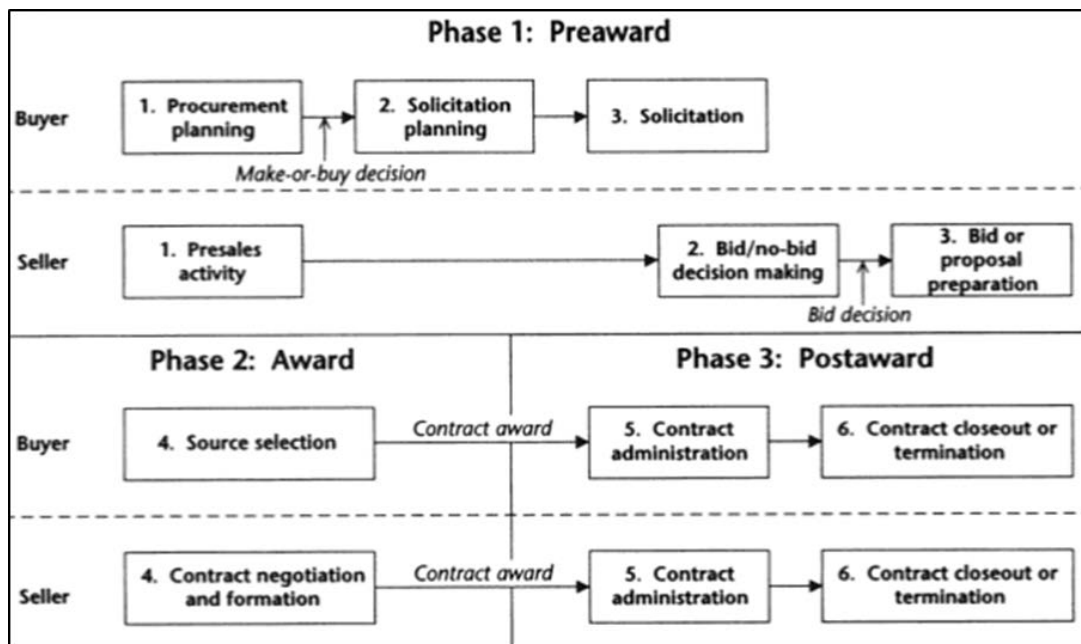 Phase 1: Preaward
Buyer
1. Procurement
planning
2. Solicitation
planning
3. Solicitation
Make-or-buy decision
Seller
1. Presales
activity
2. Bid/no-bid
decision making
3. Bid or
proposal
preparation
Bid decision
Phase 2: Award
Phase 3: Postaward
Buyer
4. Source selection
Contract award
5. Contract
administration
6. Contract closeout or
termination
Seller
4. Contract negotiation
and formation
Contract award
5. Contract
administration
6. Contract closeout or
termination